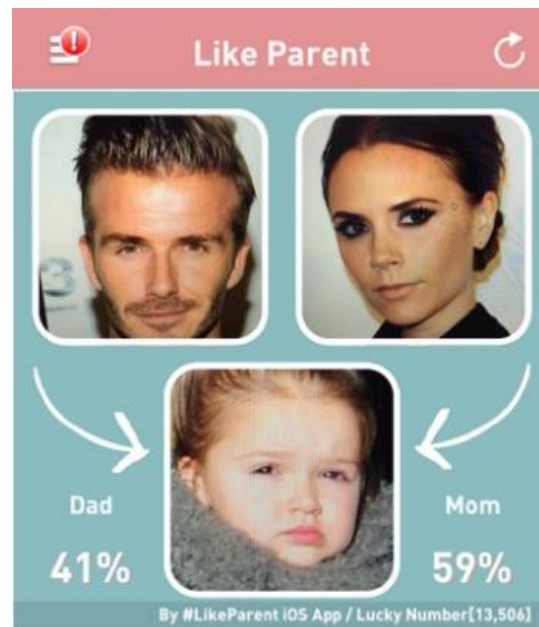 Like Parent
Dad
Mom
41%
59%
By #LikeParent iOS App / Lucky Number[13,506]